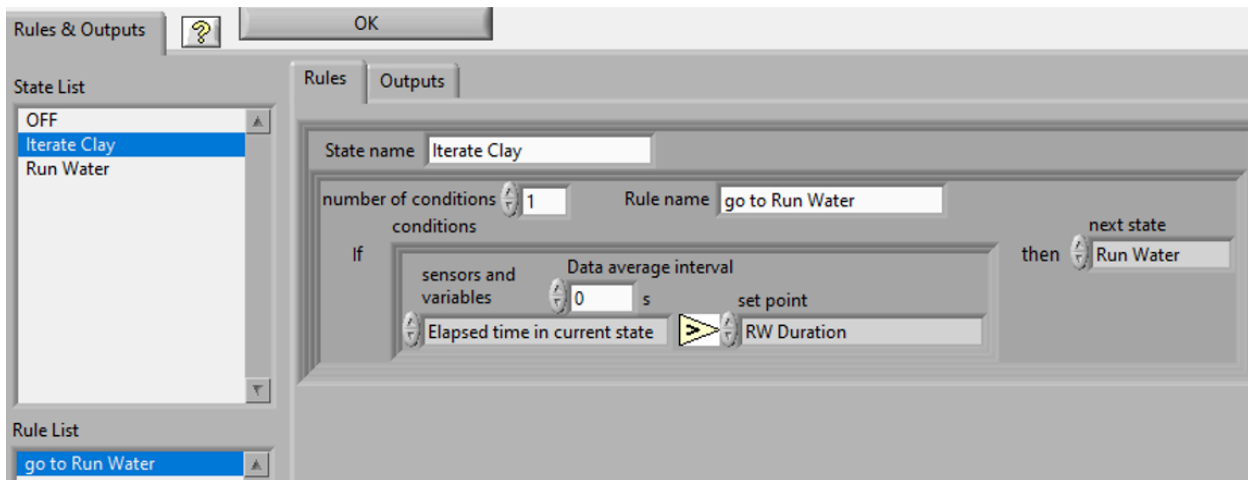 Rules & Outputs
?
OK
State List
OFF
Iterate Clay
Run Water
Rule List
go to Run Water
Rules
Outputs
State name
Iterate Clay
number of conditions
1
Rule name
go to Run Water
conditions
If
sensors and
variables
Data average interval
0
s
set point
Elapsed time in current state
>
RW Duration
then
next state
Run Water